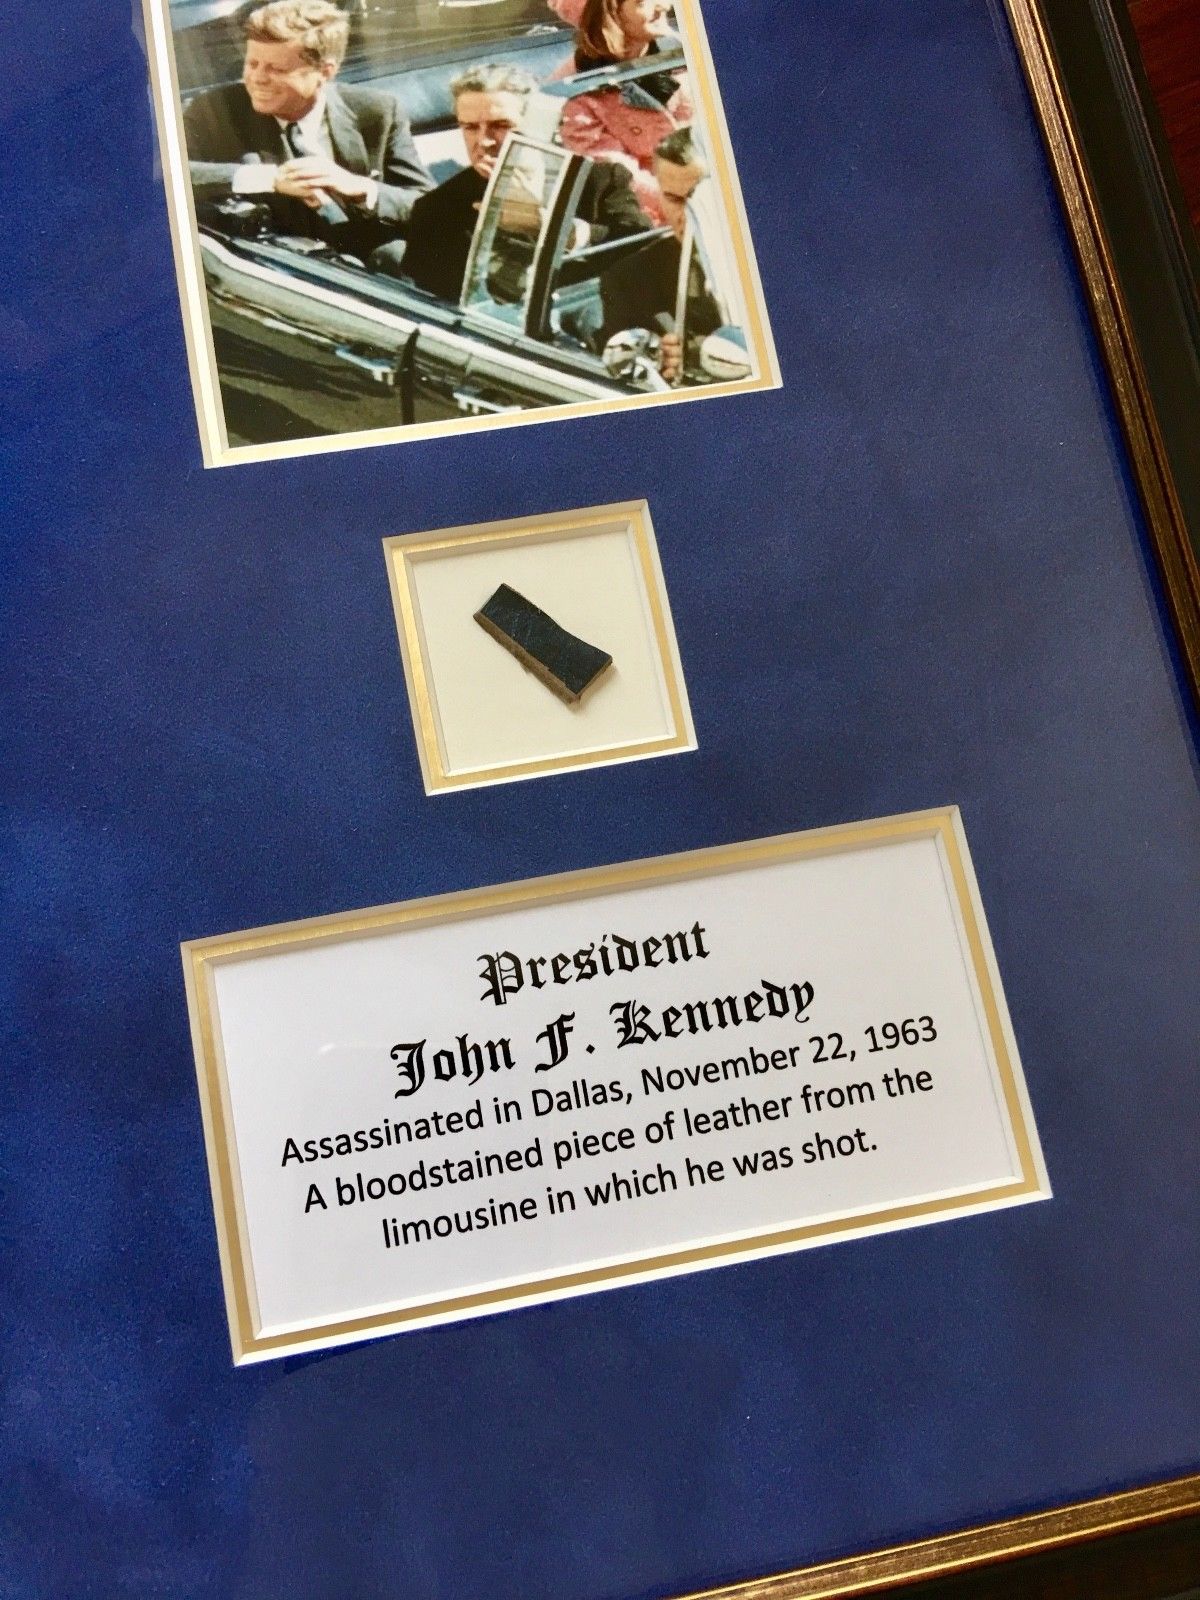 President
John F. Kennedy
Assassinated in Dallas, November 22, 1963
A bloodstained piece of leather from the
limousine in which he was shot.